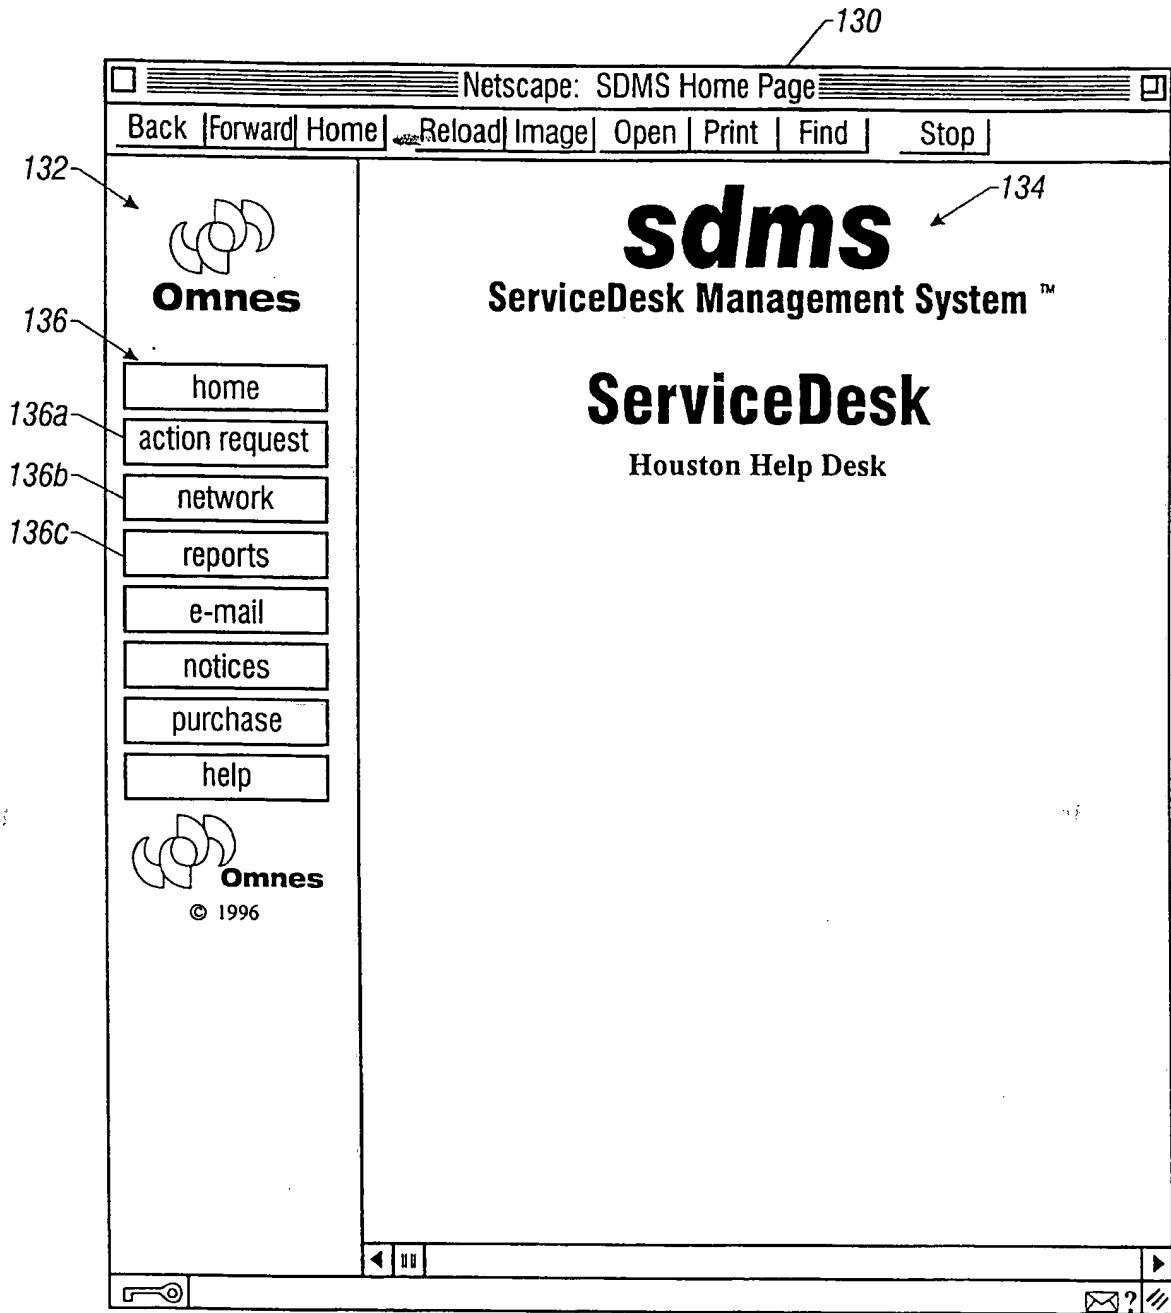 130
Netscape: SDMS Home Page
Back Forward Home Reload Image Open Print Find Stop
132
134
Omnes
sdms
ServiceDesk Management System ™
136
home
ServiceDesk
136a
action request
Houston Help Desk
136b
network
136c
reports
e-mail
notices
purchase
help
Omnes
© 1996
?